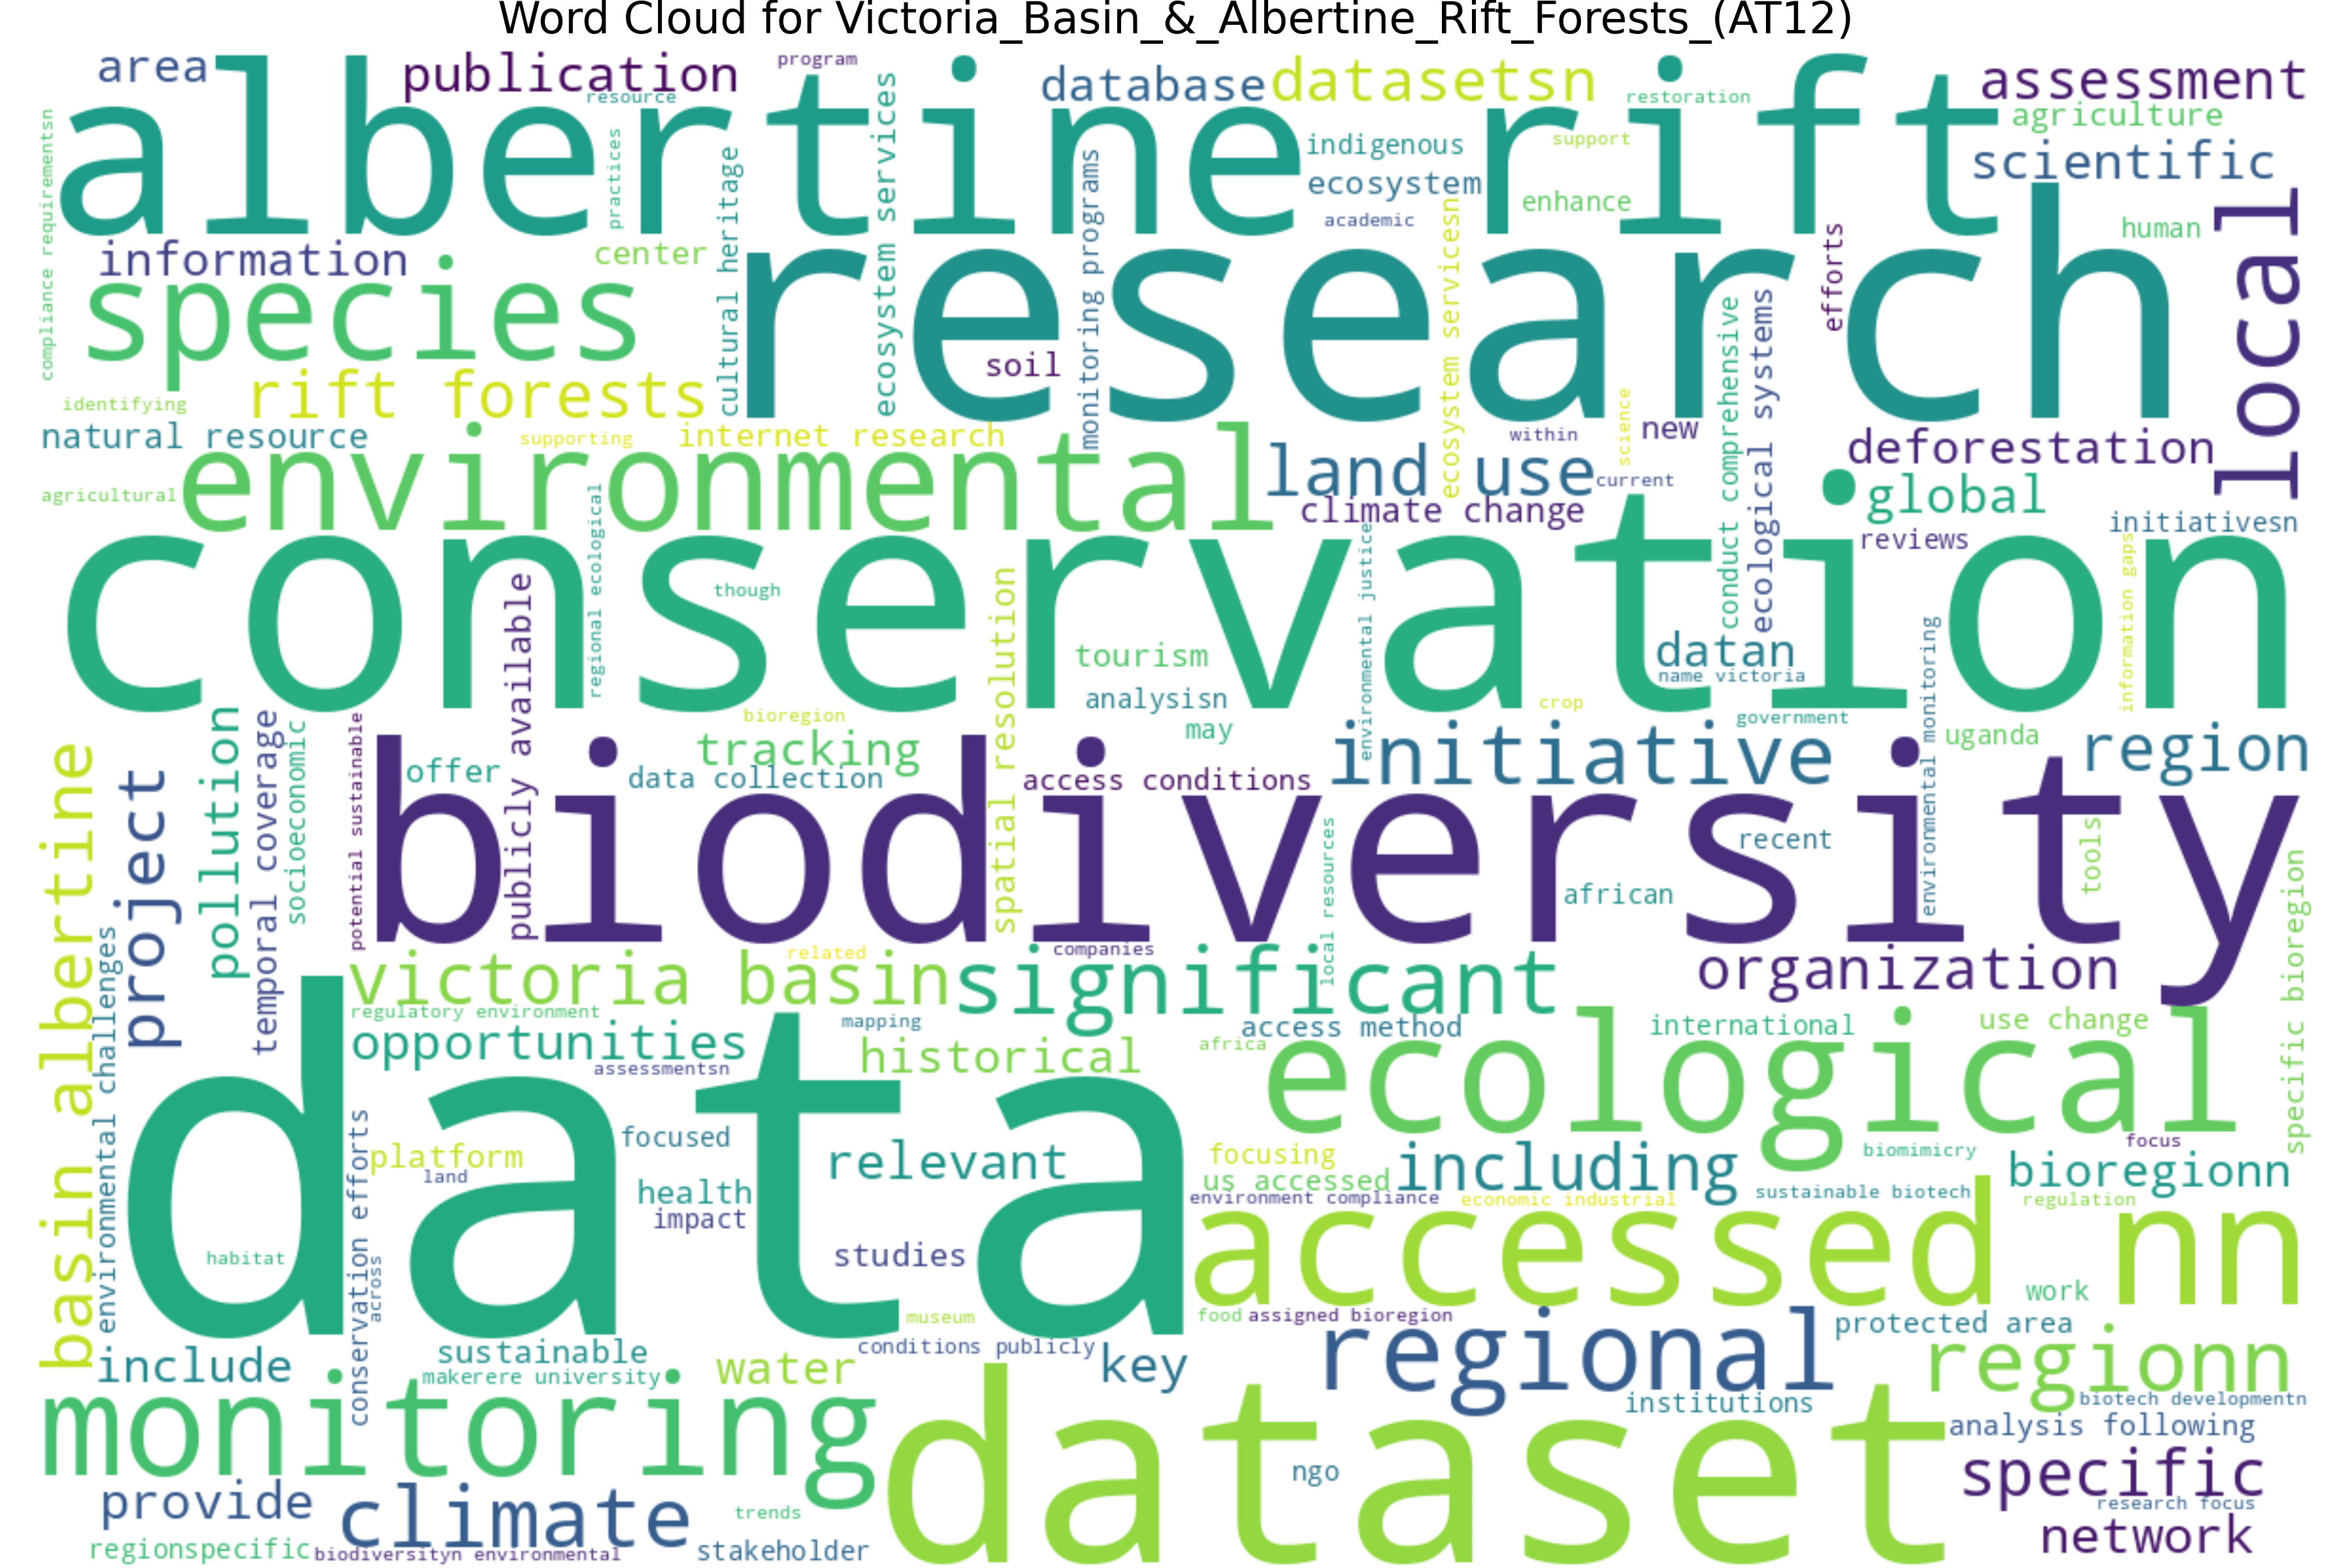 Word Cloud for Victoria_Basin_&_Albertine_Rift_Forests_(AT12)
area
publication
program
resource
database
datasetsn
restoration
assessment
agriculture
albertine rift
indigenous
support
scientific
ecosystem
enhance
academic
human
local
compliance requirementsn
practices
cultural heritage
ecosystem services
monitoring programs
ecosystem servicesn
efforts
information
center
species
research
soil
conduct comprehensive
ecological systems
rift forests
identifying
natural resource
supporting
internet research
within
science
new
deforestation
agricultural
environmental
land use
current
global
climate change
initiativesn
reviews
regional ecological
environmental justice
information gaps
conservation
though
publicly available
spatial resolution
tourism
datan
name victoria
environmental monitoring
analysisn
crop
bioregion
may
government
uganda
tracking
initiative
region
offer
data collection
access conditions
basin albertine
project
pollution
temporal coverage
socioeconomic
potential sustainable
biodiversity
recent
tools
african
local resources
specific bioregion
related
companies
victoria basin
significant
organization
environmental challenges
regulatory environment
mapping
access method
international
use change
opportunities
historical
africa
ecological
assessmentsn
data
conservation efforts
focused
platform
land
relevant
focusing
including
biomimicry
focus
us accessed
bioregionn
health
environment compliance
economic industrial
sustainable biotech
regulation
impact
accessed nn
studies
habitat
across
work
museum
food
assigned bioregion
protected area
regional
regionn
include
sustainable
conditions publicly
makerere university
water
key
institutions
biotech developmentn
monitoring
dataset
analysis following
ngo
specific
provide
climate
trends
research focus
network
regionspecific
biodiversityn environmental
stakeholder